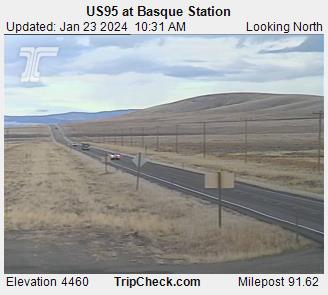 US95 at Basque Station
Updated: Jan 23 2024 10:31 AM Looking North
Elevation 4460 TripCheck.com Milepost 91.62